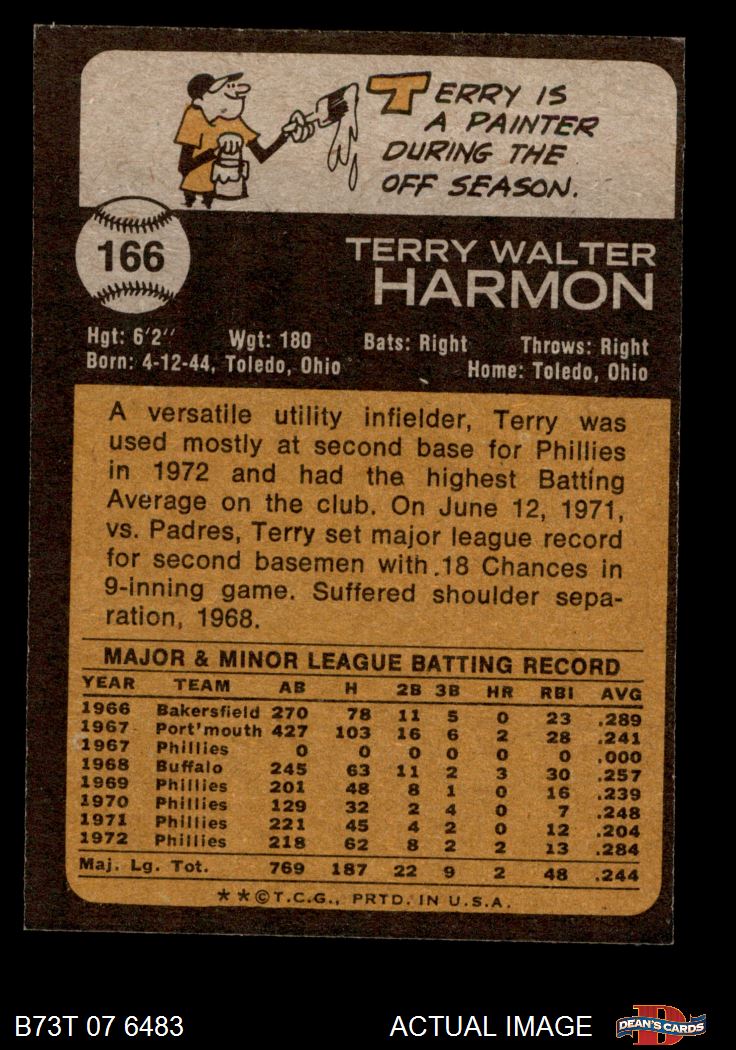 TERRY IS
A PAINTER
DURING THE
OFF SEASON.
166
TERRY WALTER
HARMON
Hgt: 6'2" Wgt: 180 Bats: Right Throws: Right
Born: 4-12-44, Toledo, Ohio Home: Toledo, Ohio
A versatile utility infielder, Terry was
used mostly at second base for Phillies
in 1972 and had the highest Batting
Average on the club. On June 12, 1971,
vs. Padres, Terry set major league record
for second basemen with 18 Chances in
9-inning game. Suffered shoulder sepa-
ration, 1968.
MAJOR & MINOR LEAGUE BATTING RECORD
YEAR TEAM AB H 2B 3B HR RBI AVG
1966 Bakersfield 270 78 11 5 0 23 .289
1967 Port'mouth 427 103 16 6 2 28 .241
1967 Phillies 0 0 0 0 0 0 .000
1968 Buffalo 245 63 11 2 3 30 .257
1969 Phillies 201 48 8 1 0 16 .239
1970 Phillies 129 32 2 4 0 7 .248
1971 Phillies 221 45 4 2 0 12 .204
1972 Phillies 218 62 8 2 2 13 .284
Maj. Lg. Tot. 769 187 22 9 2 48 .244
**©T.C.G., PRTD. IN U.S.A.
B73T 07 6483 ACTUAL IMAGE
D
DEAN'S CARDS